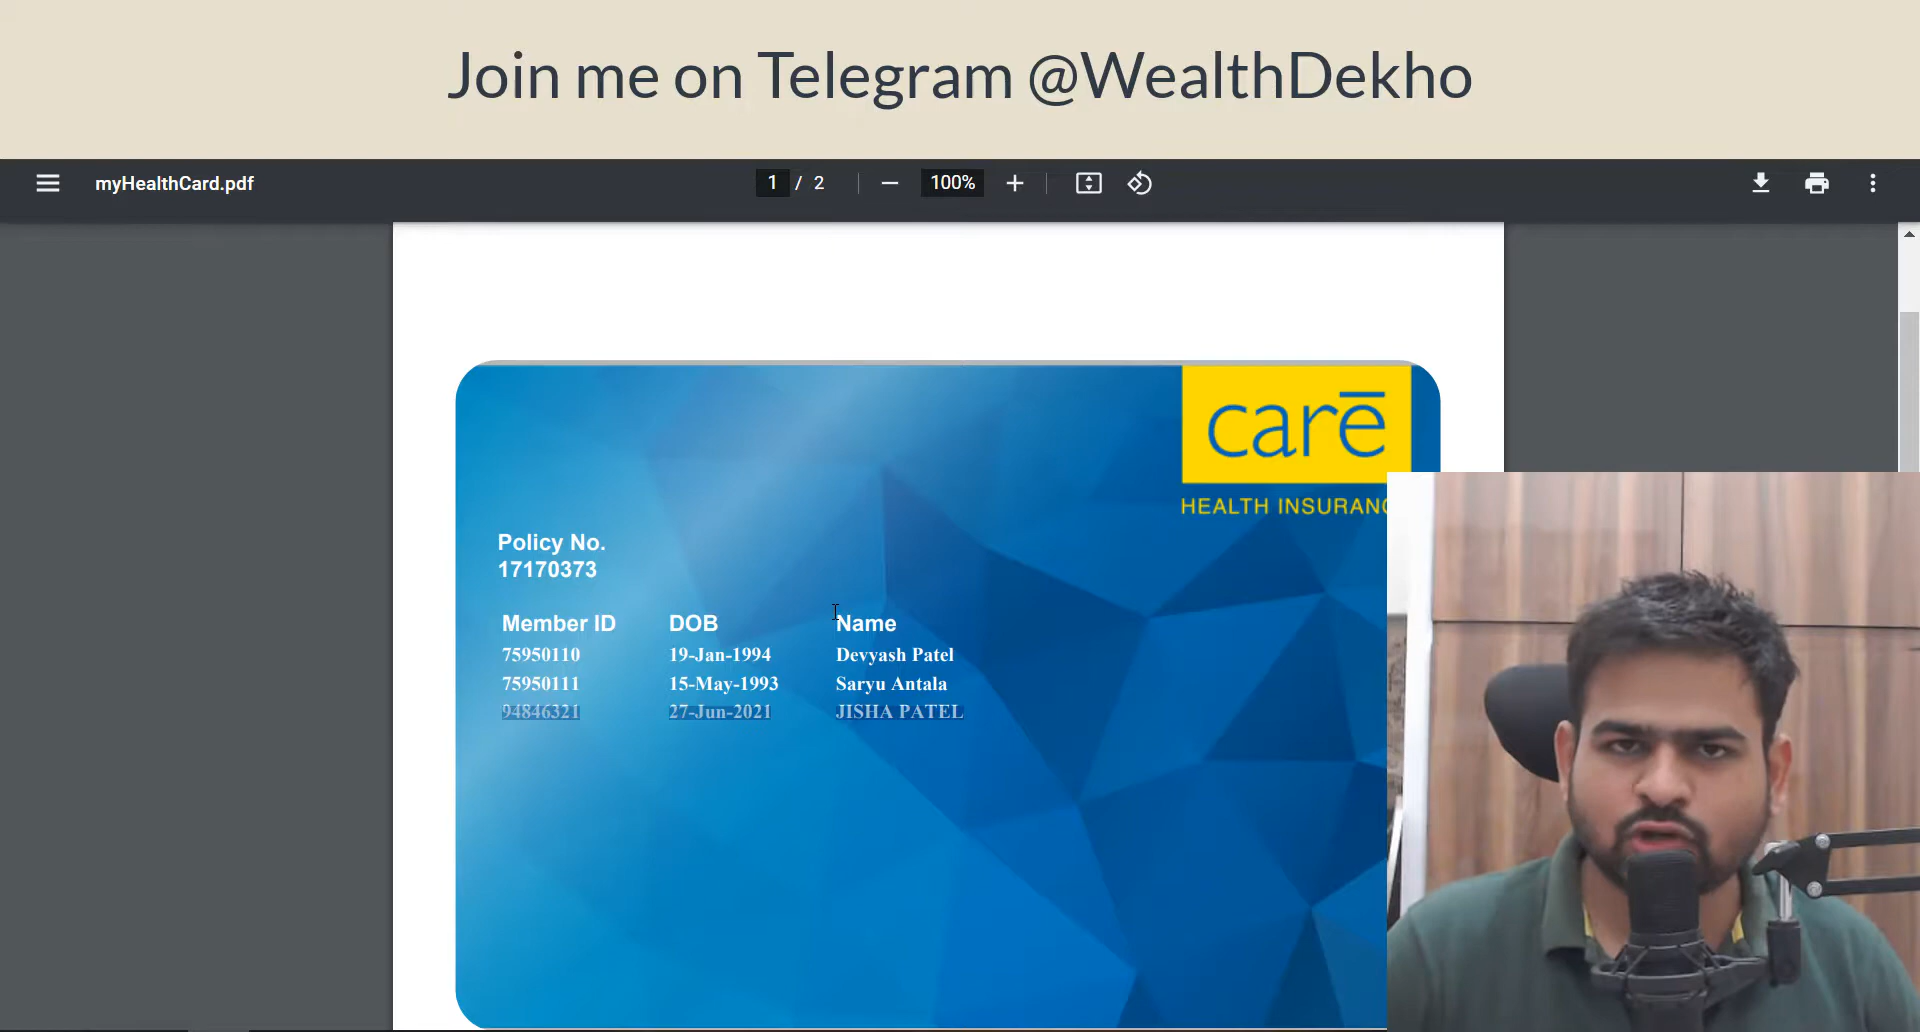 Join me on Telegram @WealthDekho
myHealthCard.pdf 1 / 2 100%
carē
HEALTH INSURANC
Policy No.
17170373
Member ID DOB Name
75950110 19-Jan-1994 Devyash Patel
75950111 15-May-1993 Saryu Antala
94846321 27-Jun-2021 JISHA PATEL